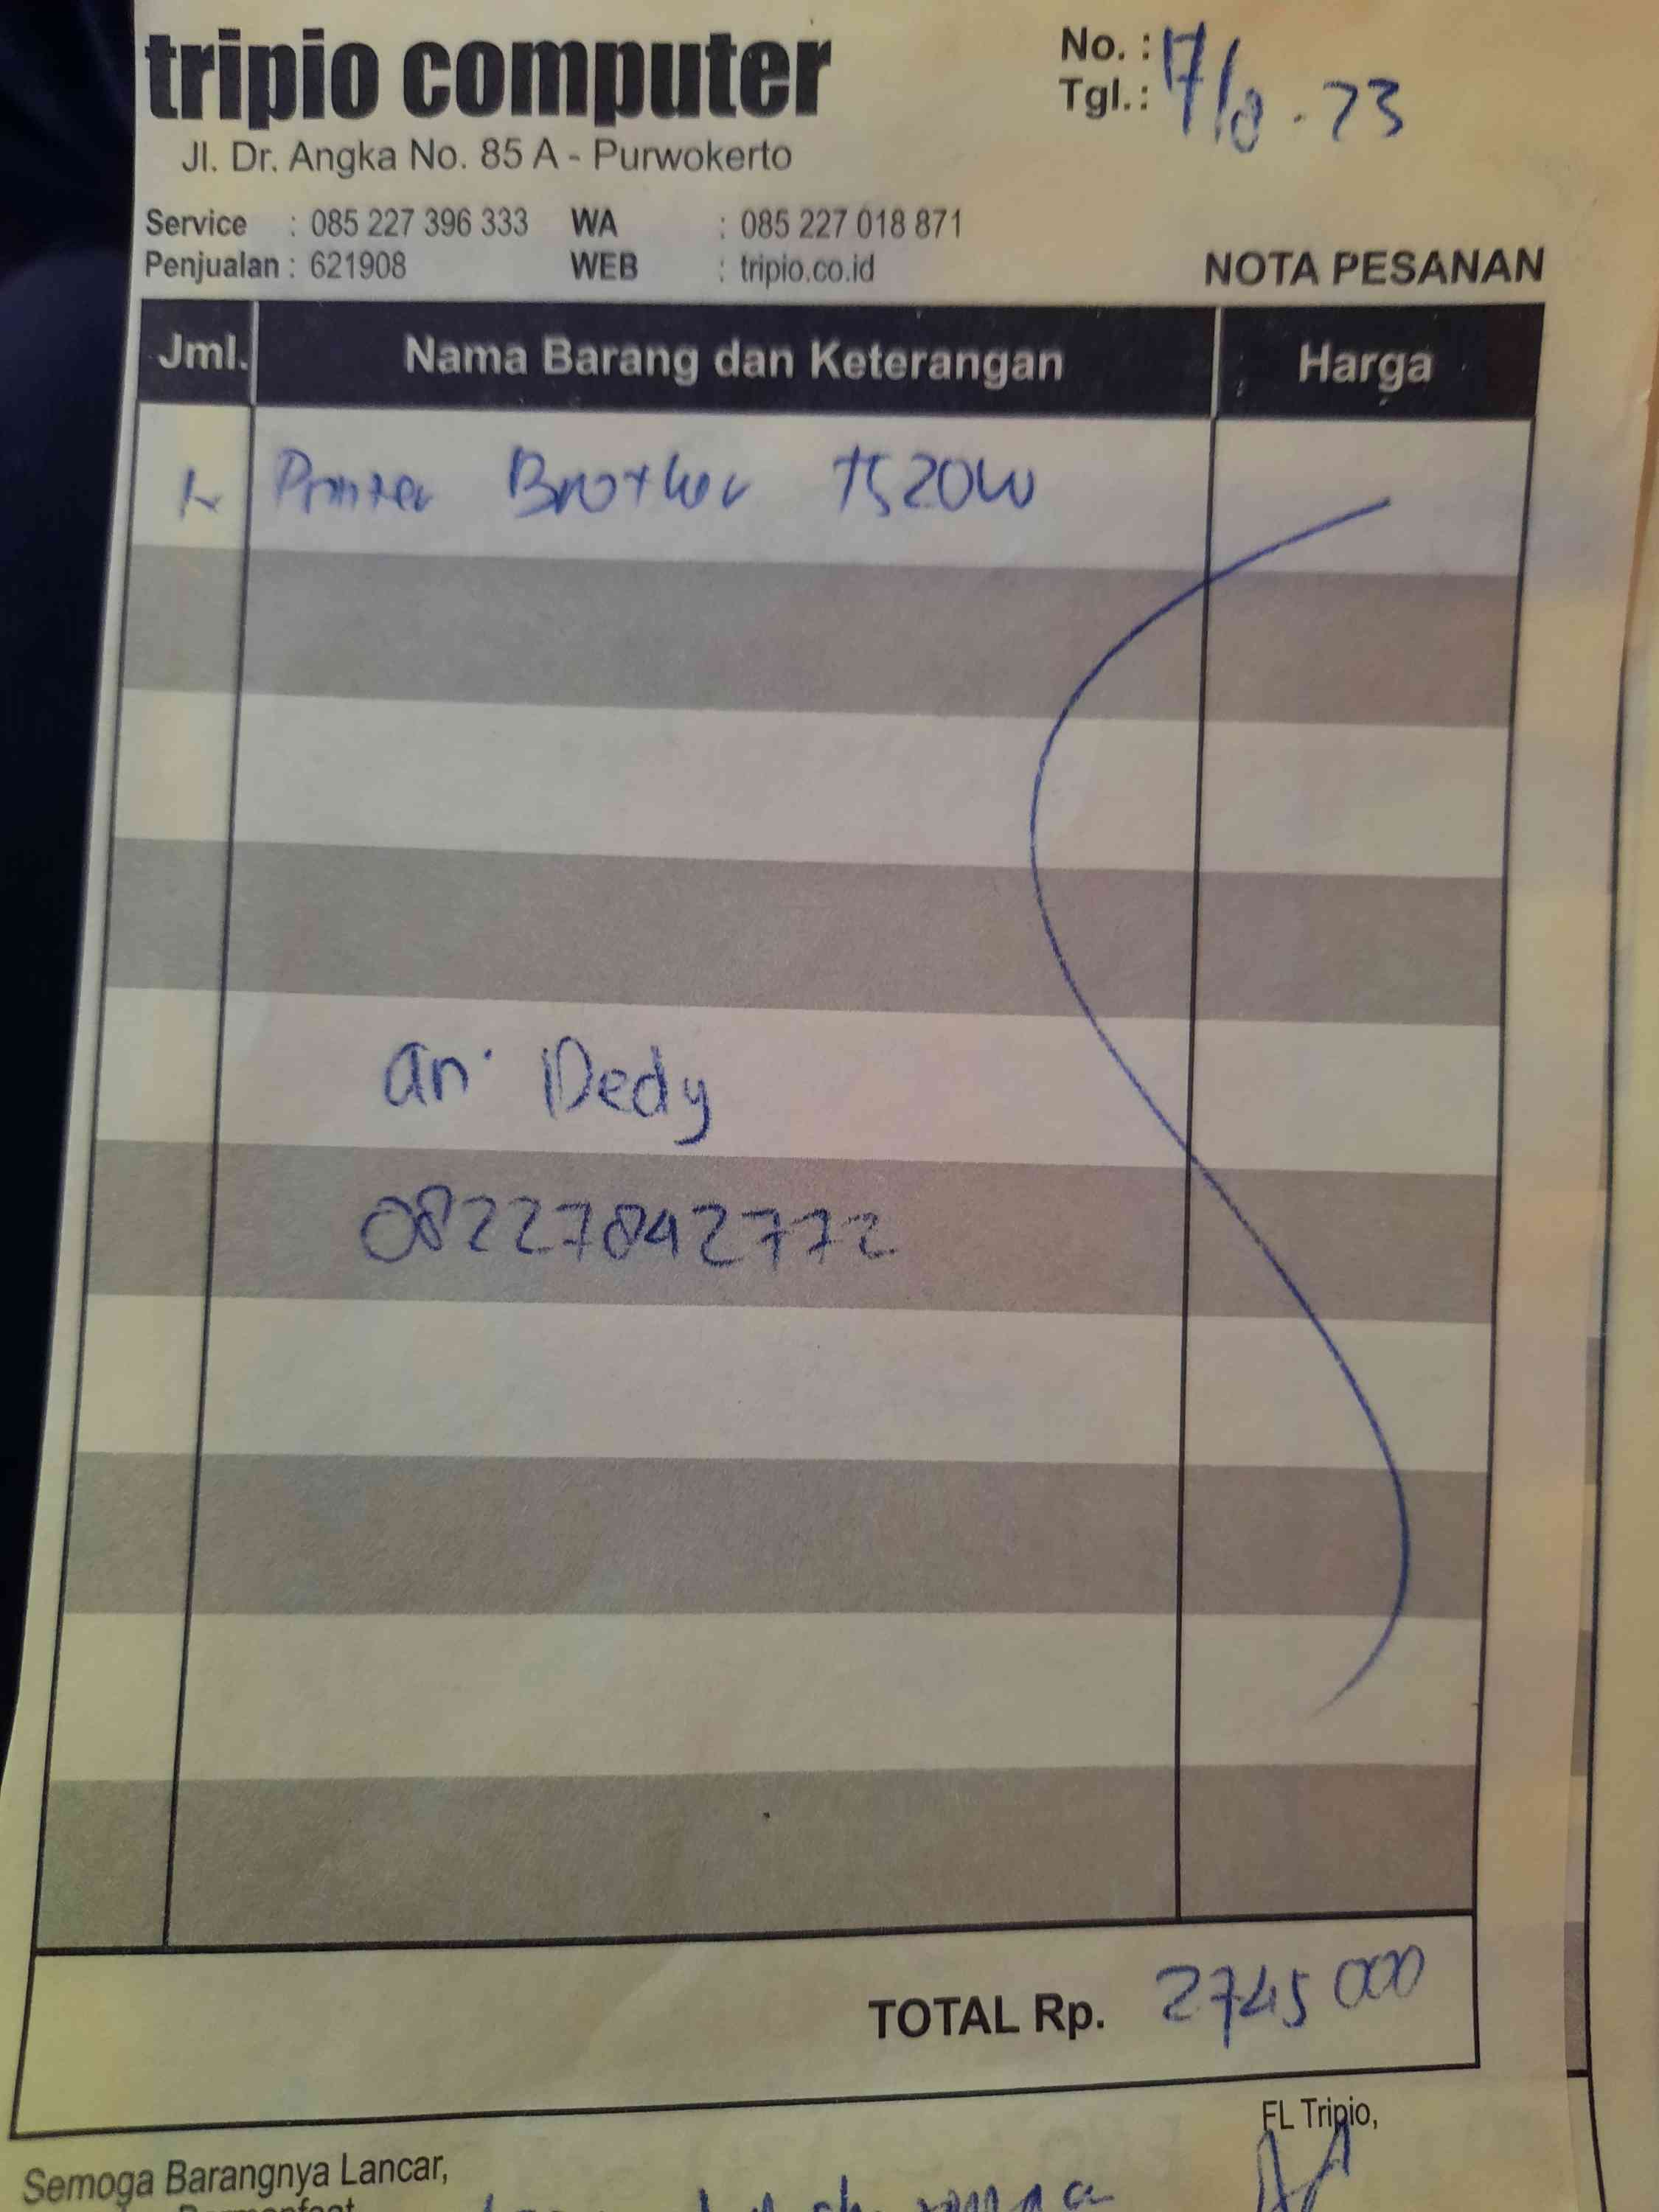 tripio computer
Jl. Dr. Angka No. 85 A - Purwokerto
No. :
Tgl.: 17/8 - 23
Service : 085 227 396 333 WA : 085 227 018 871
Penjualan : 621908 WEB : tripio.co.id
NOTA PESANAN
Jml. Nama Barang dan Keterangan Harga
1 Printer Brother T520W
an. Dedy
08227842772
TOTAL Rp. 2745000
FL Tripio,
Semoga Barangnya Lancar,